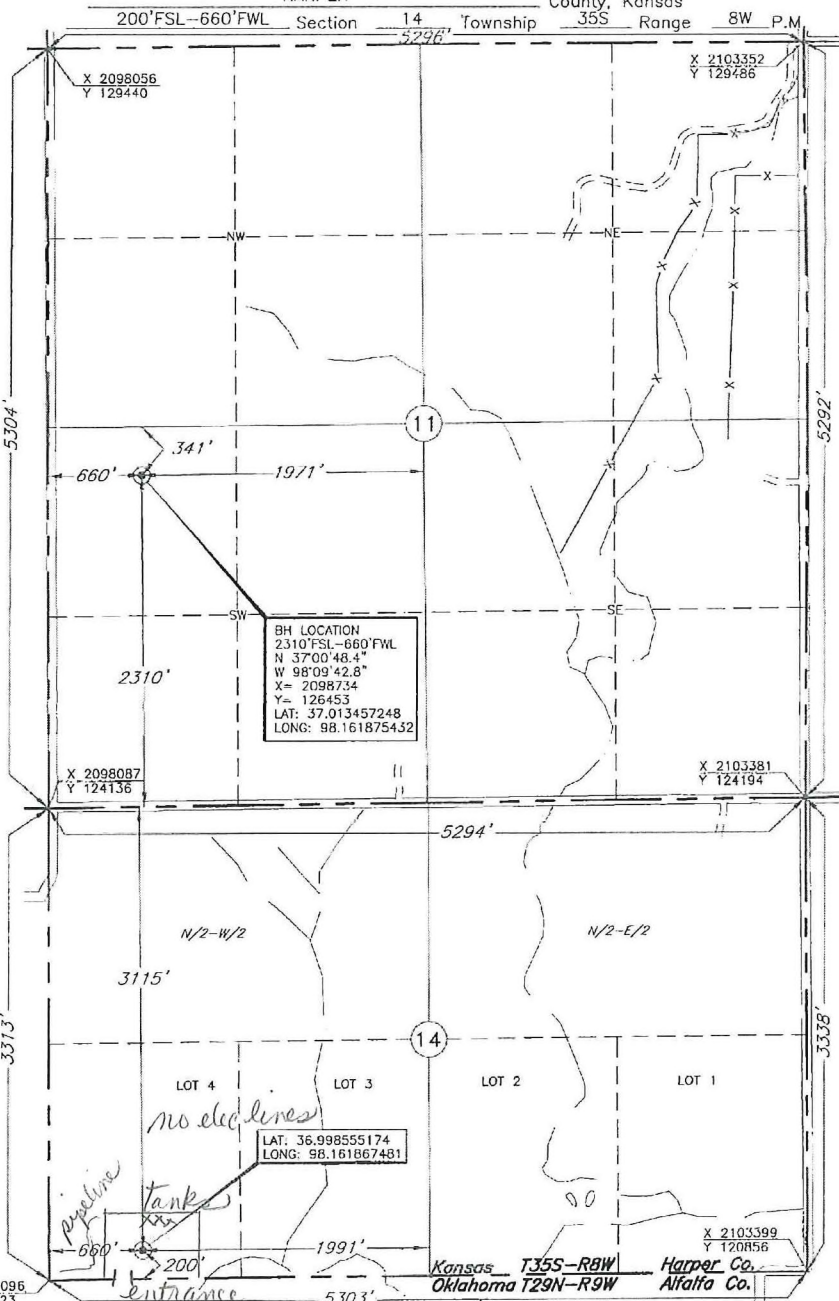 County, Kansas
200'FSL-660'FWL Section 14 Township 35S Range 8W P.M
5296'
X 2098056
Y 129440
X 2103352
Y 129486
NW
NE
5304'
11
5292'
341'
660'
1971'
SW
SE
BH LOCATION
2310'FSL-660'FWL
N 37°00'48.4"
W 98°09'42.8"
X= 2098734
Y= 126453
LAT: 37.013457248
LONG: 98.161875432
2310'
X 2098087
Y 124136
X 2103381
Y 124194
5294'
N/2-W/2
N/2-E/2
3115'
3313'
14
3338'
LOT 4
LOT 3
LOT 2
LOT 1
no elec lines
LAT: 36.998555174
LONG: 98.161867481
pipeline
tanks
660'
200'
1991'
X 2103399
Y 120856
Kansas T35S-R8W Harper Co.
Oklahoma T29N-R9W Alfalfa Co.
entrance
5303'